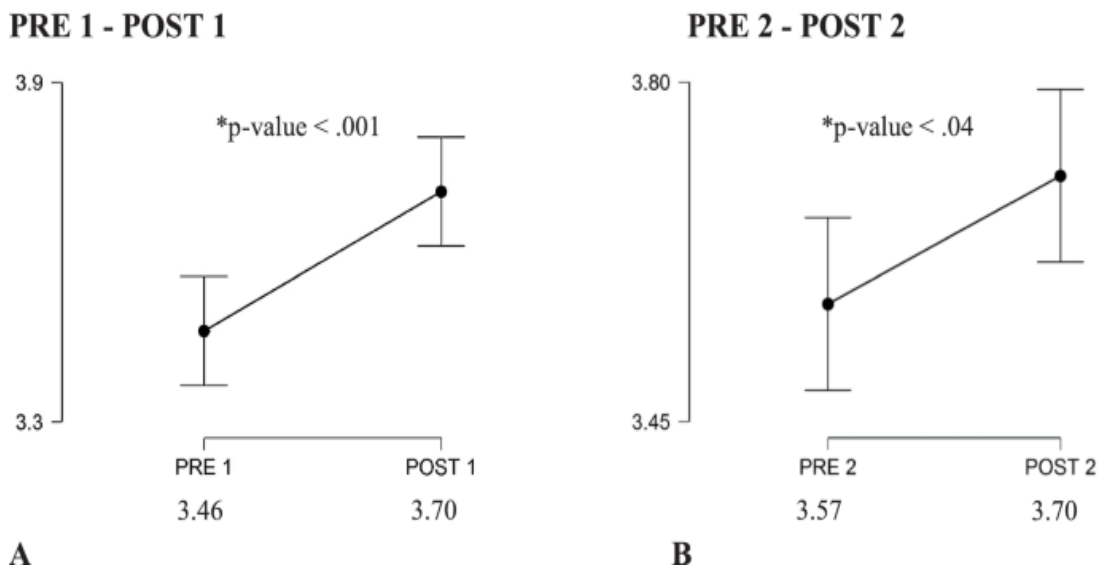 PRE 1 - POST 1
3.9
*p-value < .001
3.3
PRE 1 POST 1
3.46 3.70
A
PRE 2 - POST 2
3.80
*p-value < .04
3.45
PRE 2 POST 2
3.57 3.70
B